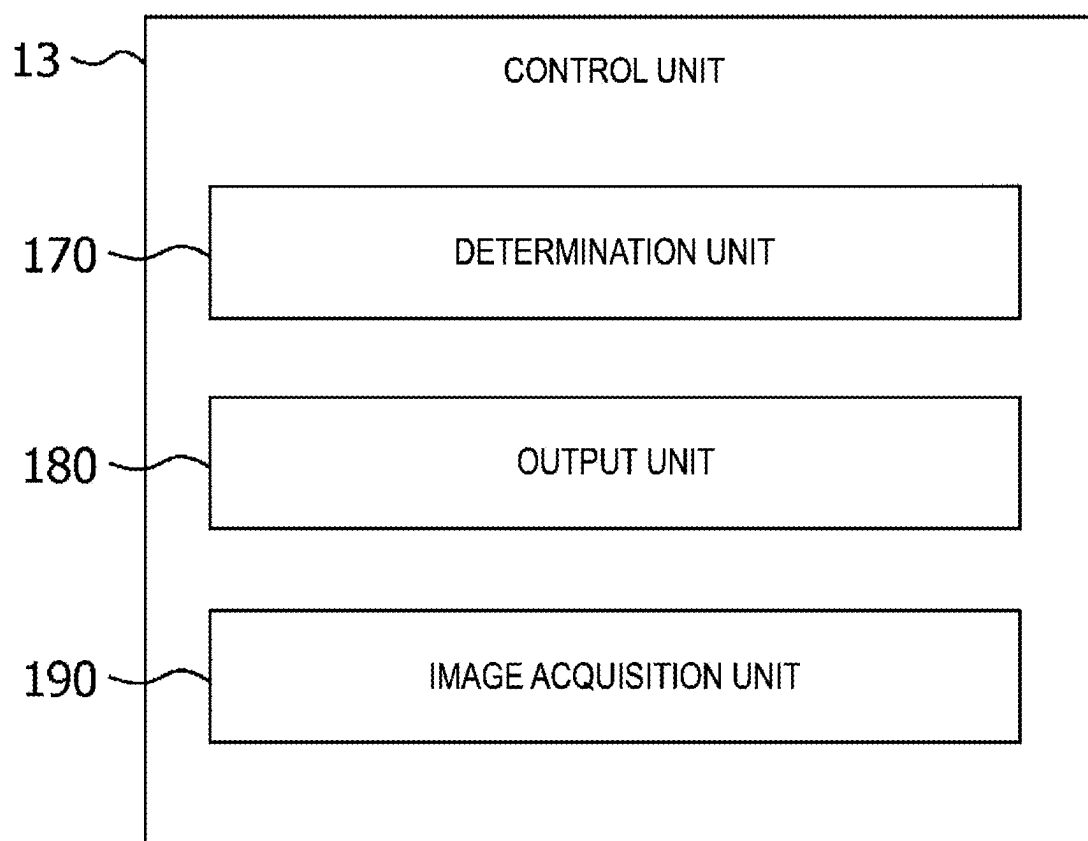 13
CONTROL UNIT
170
DETERMINATION UNIT
180
OUTPUT UNIT
190
IMAGE ACQUISITION UNIT